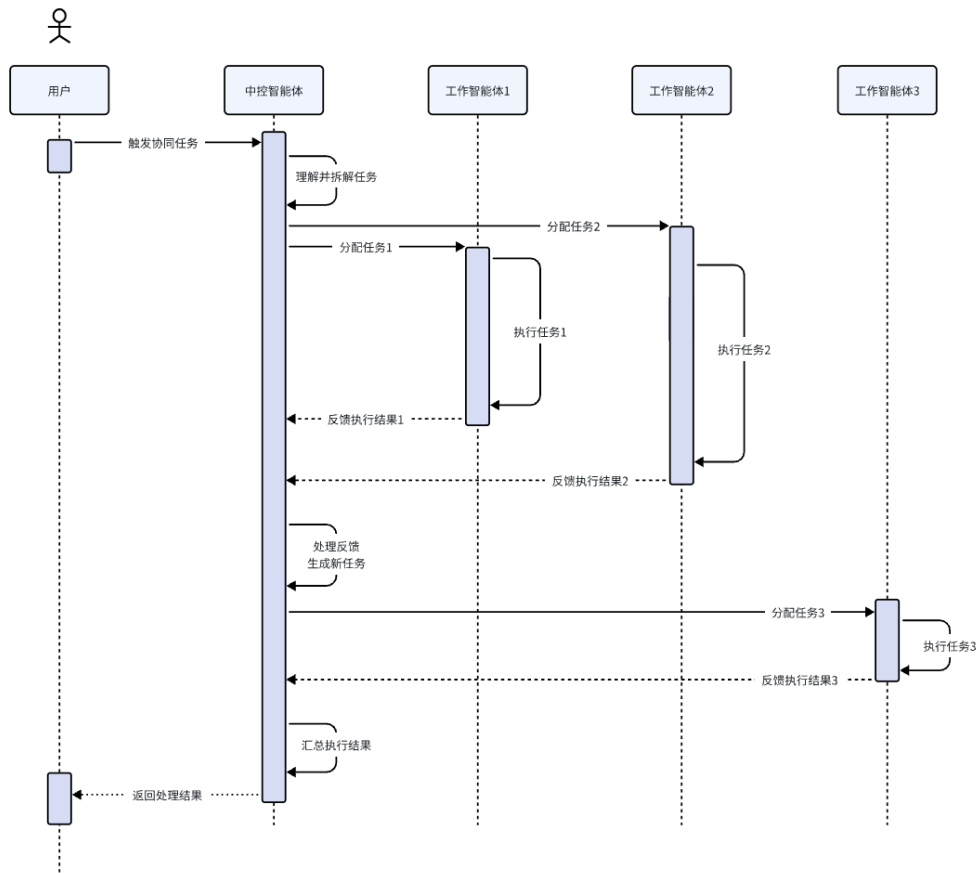 用户
中控智能体
工作智能体1
工作智能体2
工作智能体3
触发协同任务
理解并拆解任务
分配任务2
分配任务1
执行任务1
执行任务2
反馈执行结果1
反馈执行结果2
处理反馈
生成新任务
分配任务3
执行任务3
反馈执行结果3
汇总执行结果
返回处理结果